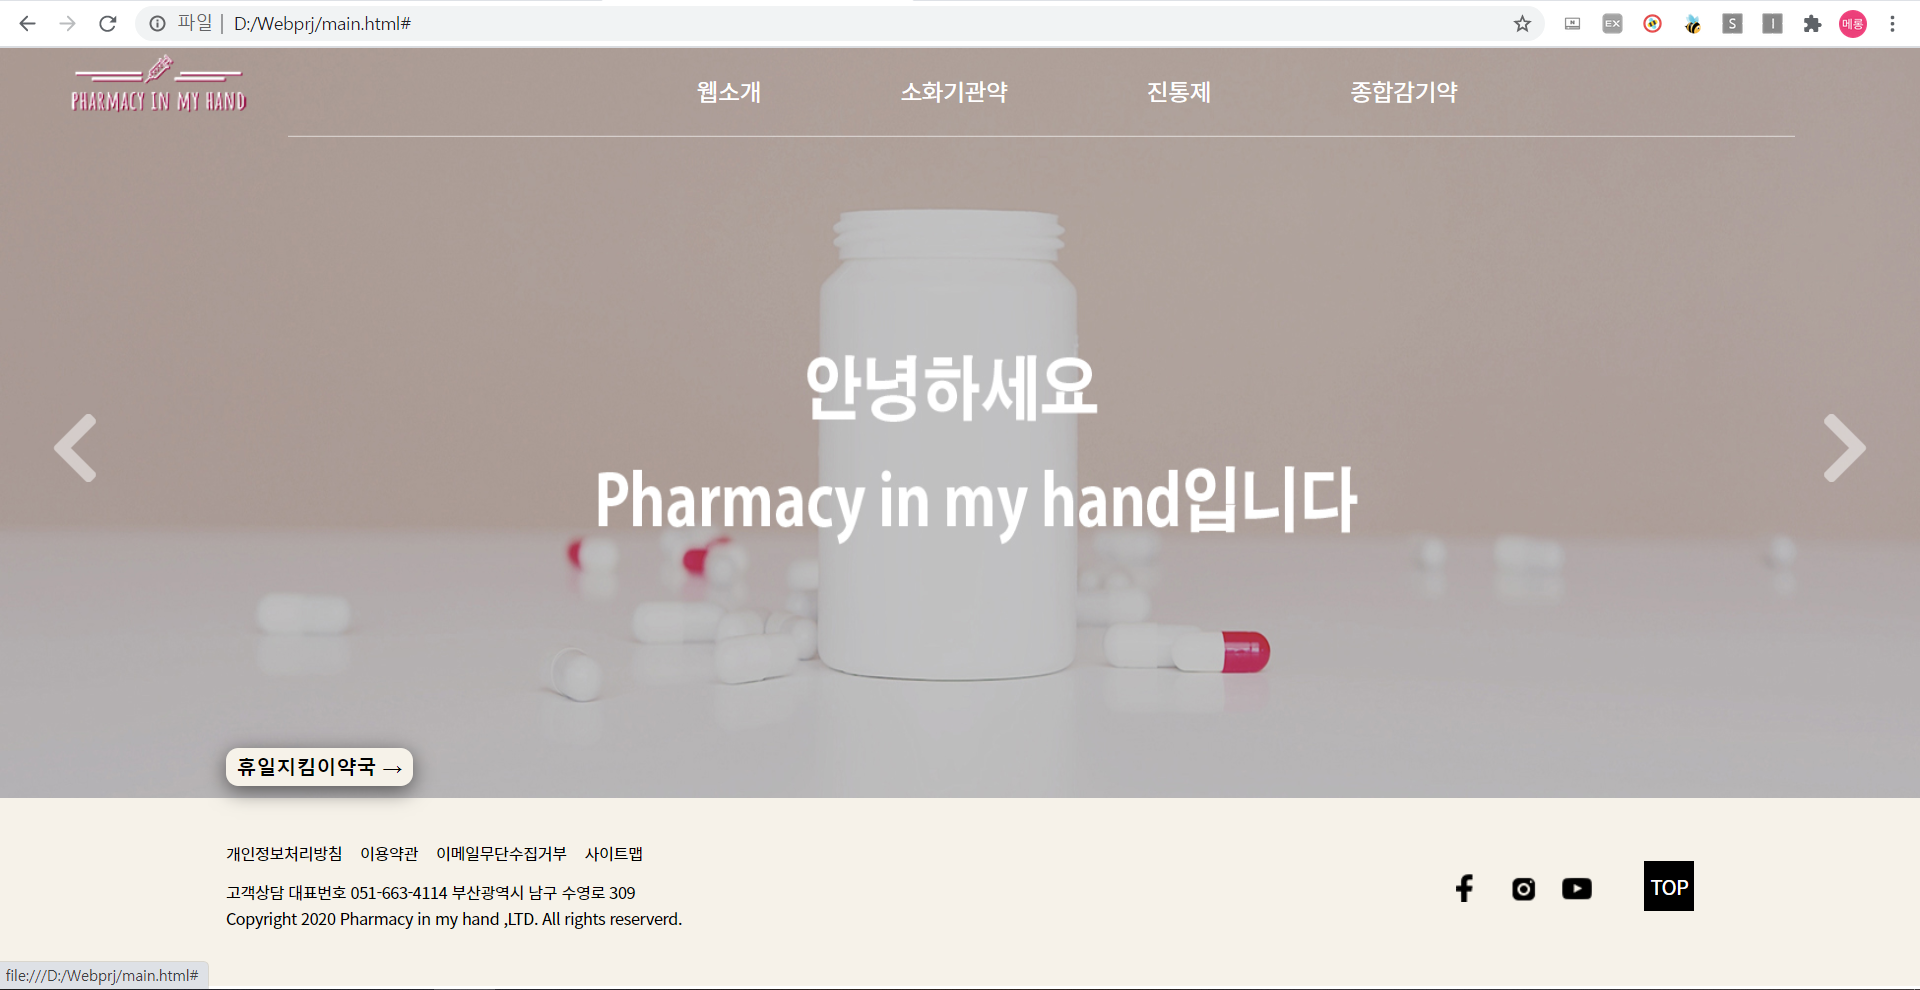 파일 | D:/Webprj/main.html#
EX S I 메롱
PHARMACY IN MY HAND
웹소개 소화기관약 진통제 종합감기약
안녕하세요
Pharmacy in my hand입니다
휴일지킴이약국 →
개인정보처리방침 이용약관 이메일무단수집거부 사이트맵
고객상담 대표번호 051-663-4114 부산광역시 남구 수영로 309
Copyright 2020 Pharmacy in my hand ,LTD. All rights reserverd.
TOP
file:///D:/Webprj/main.html#